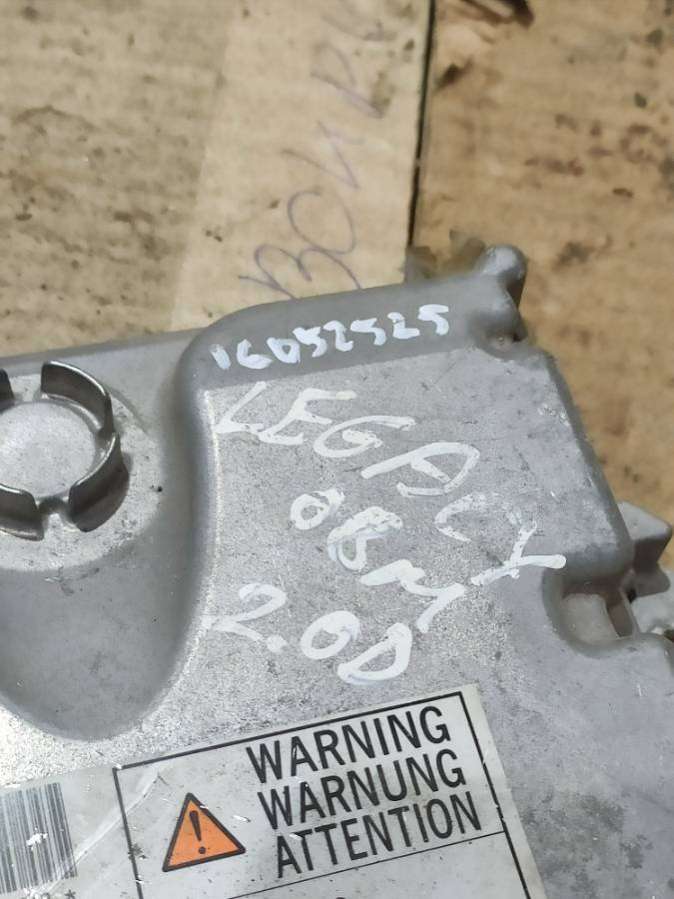 16052525
LEGACY
08M
2.0D
WARNING
WARNUNG
ATTENTION